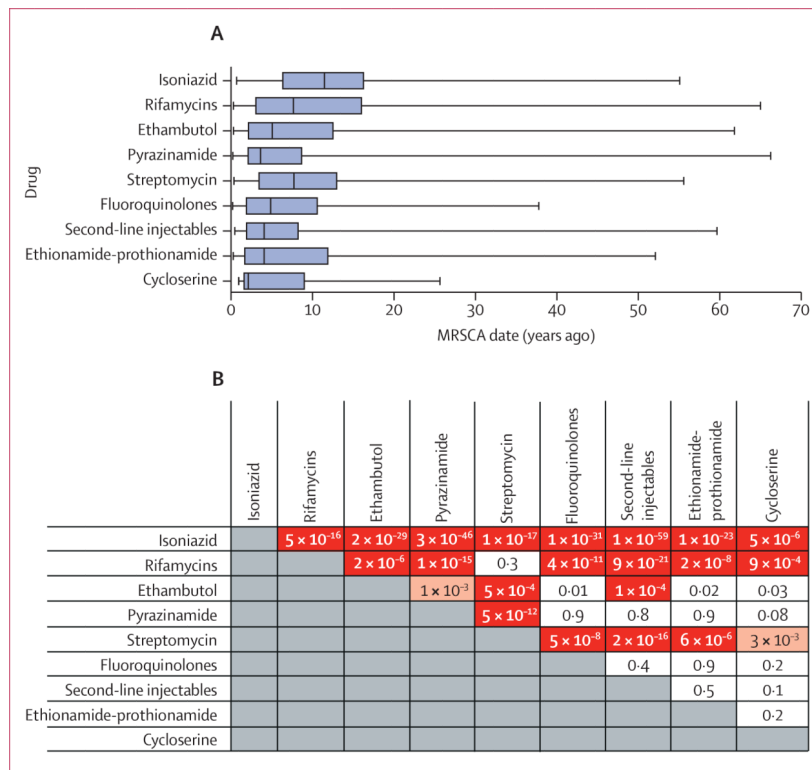 A
Drug
Isoniazid
Rifamycins
Ethambutol
Pyrazinamide
Streptomycin
Fluoroquinolones
Second-line injectables
Ethionamide-prothionamide
Cycloserine
0 10 20 30 40 50 60 70
MRSCA date (years ago)
B
Isoniazid
Rifamycins
Ethambutol
Pyrazinamide
Streptomycin
Fluoroquinolones
Second-line
injectables
Ethionamide-
prothionamide
Cycloserine
Isoniazid 5 × 10⁻¹⁶ 2 × 10⁻²⁹ 3 × 10⁻⁴⁶ 1 × 10⁻¹⁷ 1 × 10⁻³¹ 1 × 10⁻⁵⁹ 1 × 10⁻²³ 5 × 10⁻⁶
Rifamycins 2 × 10⁻⁶ 1 × 10⁻¹⁵ 0·3 4 × 10⁻¹¹ 9 × 10⁻²¹ 2 × 10⁻⁸ 9 × 10⁻⁴
Ethambutol 1 × 10⁻³ 5 × 10⁻⁴ 0·01 1 × 10⁻⁴ 0·02 0·03
Pyrazinamide 5 × 10⁻¹² 0·9 0·8 0·9 0·08
Streptomycin 5 × 10⁻⁸ 2 × 10⁻¹⁶ 6 × 10⁻⁶ 3 × 10⁻³
Fluoroquinolones 0·4 0·9 0·2
Second-line injectables 0·5 0·1
Ethionamide-prothionamide 0·2
Cycloserine